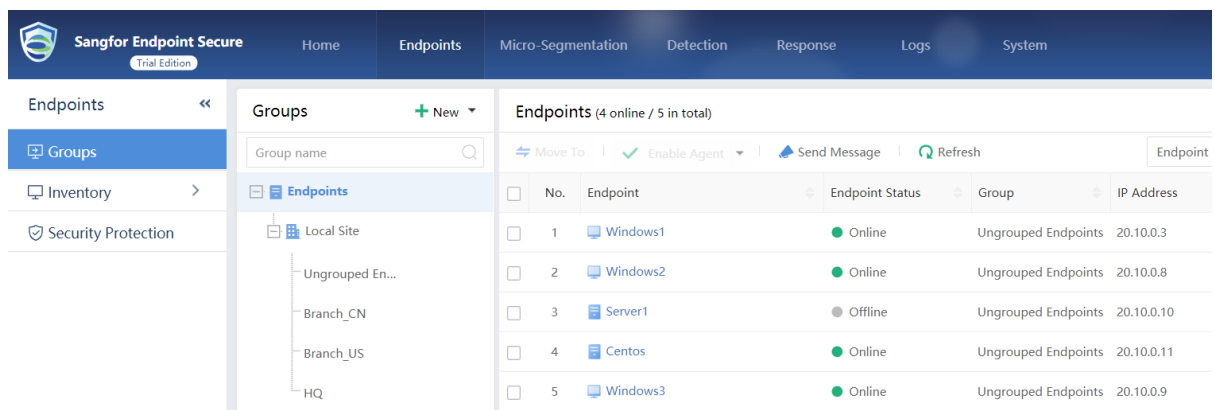 Sangfor Endpoint Secure
Trial Edition
Home
Endpoints
Micro-Segmentation
Detection
Response
Logs
System
Endpoints
Groups
Inventory
Security Protection
Groups
New
Group name
Endpoints
Local Site
Ungrouped En...
Branch_CN
Branch_US
HQ
Endpoints (4 online / 5 in total)
Move To
Enable Agent
Send Message
Refresh
Endpoint
No. Endpoint Endpoint Status Group IP Address
1 Windows1 Online Ungrouped Endpoints 20.10.0.3
2 Windows2 Online Ungrouped Endpoints 20.10.0.8
3 Server1 Offline Ungrouped Endpoints 20.10.0.10
4 Centos Online Ungrouped Endpoints 20.10.0.11
5 Windows3 Online Ungrouped Endpoints 20.10.0.9